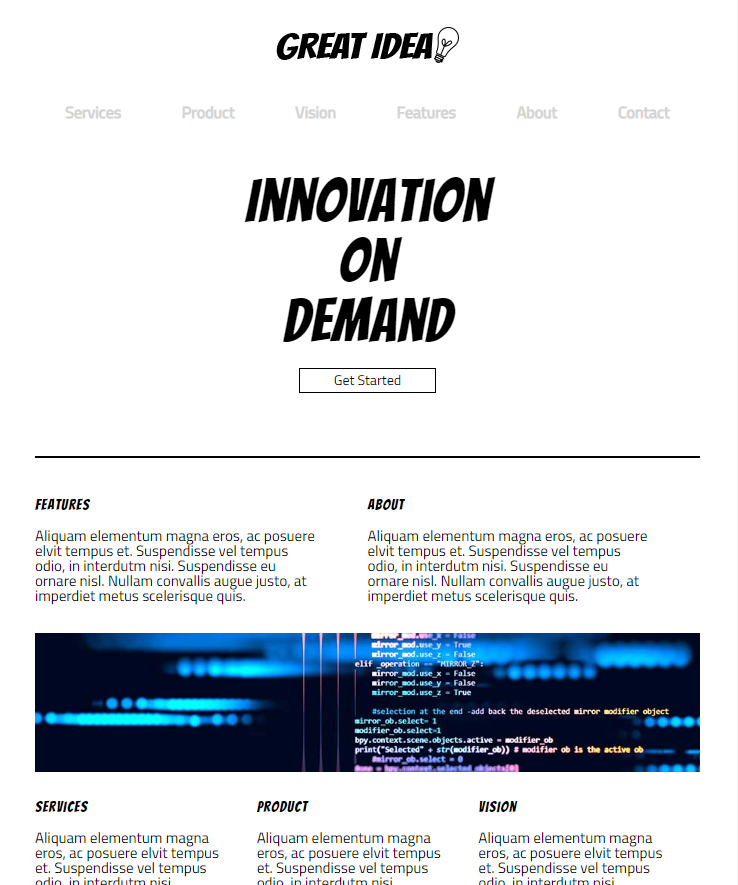 GREAT IDEA
Services Product Vision Features About Contact
INNOVATION
ON
DEMAND
Get Started
FEATURES
Aliquam elementum magna eros, ac posuere
elvit tempus et. Suspendisse vel tempus
odio, in interdutm nisi. Suspendisse eu
ornare nisl. Nullam convallis augue justo, at
imperdiet metus scelerisque quis.
ABOUT
Aliquam elementum magna eros, ac posuere
elvit tempus et. Suspendisse vel tempus
odio, in interdutm nisi. Suspendisse eu
ornare nisl. Nullam convallis augue justo, at
imperdiet metus scelerisque quis.
mirror_mod.use_x = False
mirror_mod.use_y = True
mirror_mod.use_z = False
elif _operation == "MIRROR_Z":
mirror_mod.use_x = False
mirror_mod.use_y = False
mirror_mod.use_z = True
#selection at the end -add back the deselected mirror modifier object
mirror_ob.select= 1
modifier_ob.select=1
bpy.context.scene.objects.active = modifier_ob
print("Selected" + str(modifier_ob)) # modifier ob is the active ob
#mirror_ob.select = 0
#one = bpy.context.selected_objects[0]
SERVICES
Aliquam elementum magna
eros, ac posuere elvit tempus
et. Suspendisse vel tempus
odio, in interdutm nisi.
PRODUCT
Aliquam elementum magna
eros, ac posuere elvit tempus
et. Suspendisse vel tempus
odio, in interdutm nisi.
VISION
Aliquam elementum magna
eros, ac posuere elvit tempus
et. Suspendisse vel tempus
odio, in interdutm nisi.